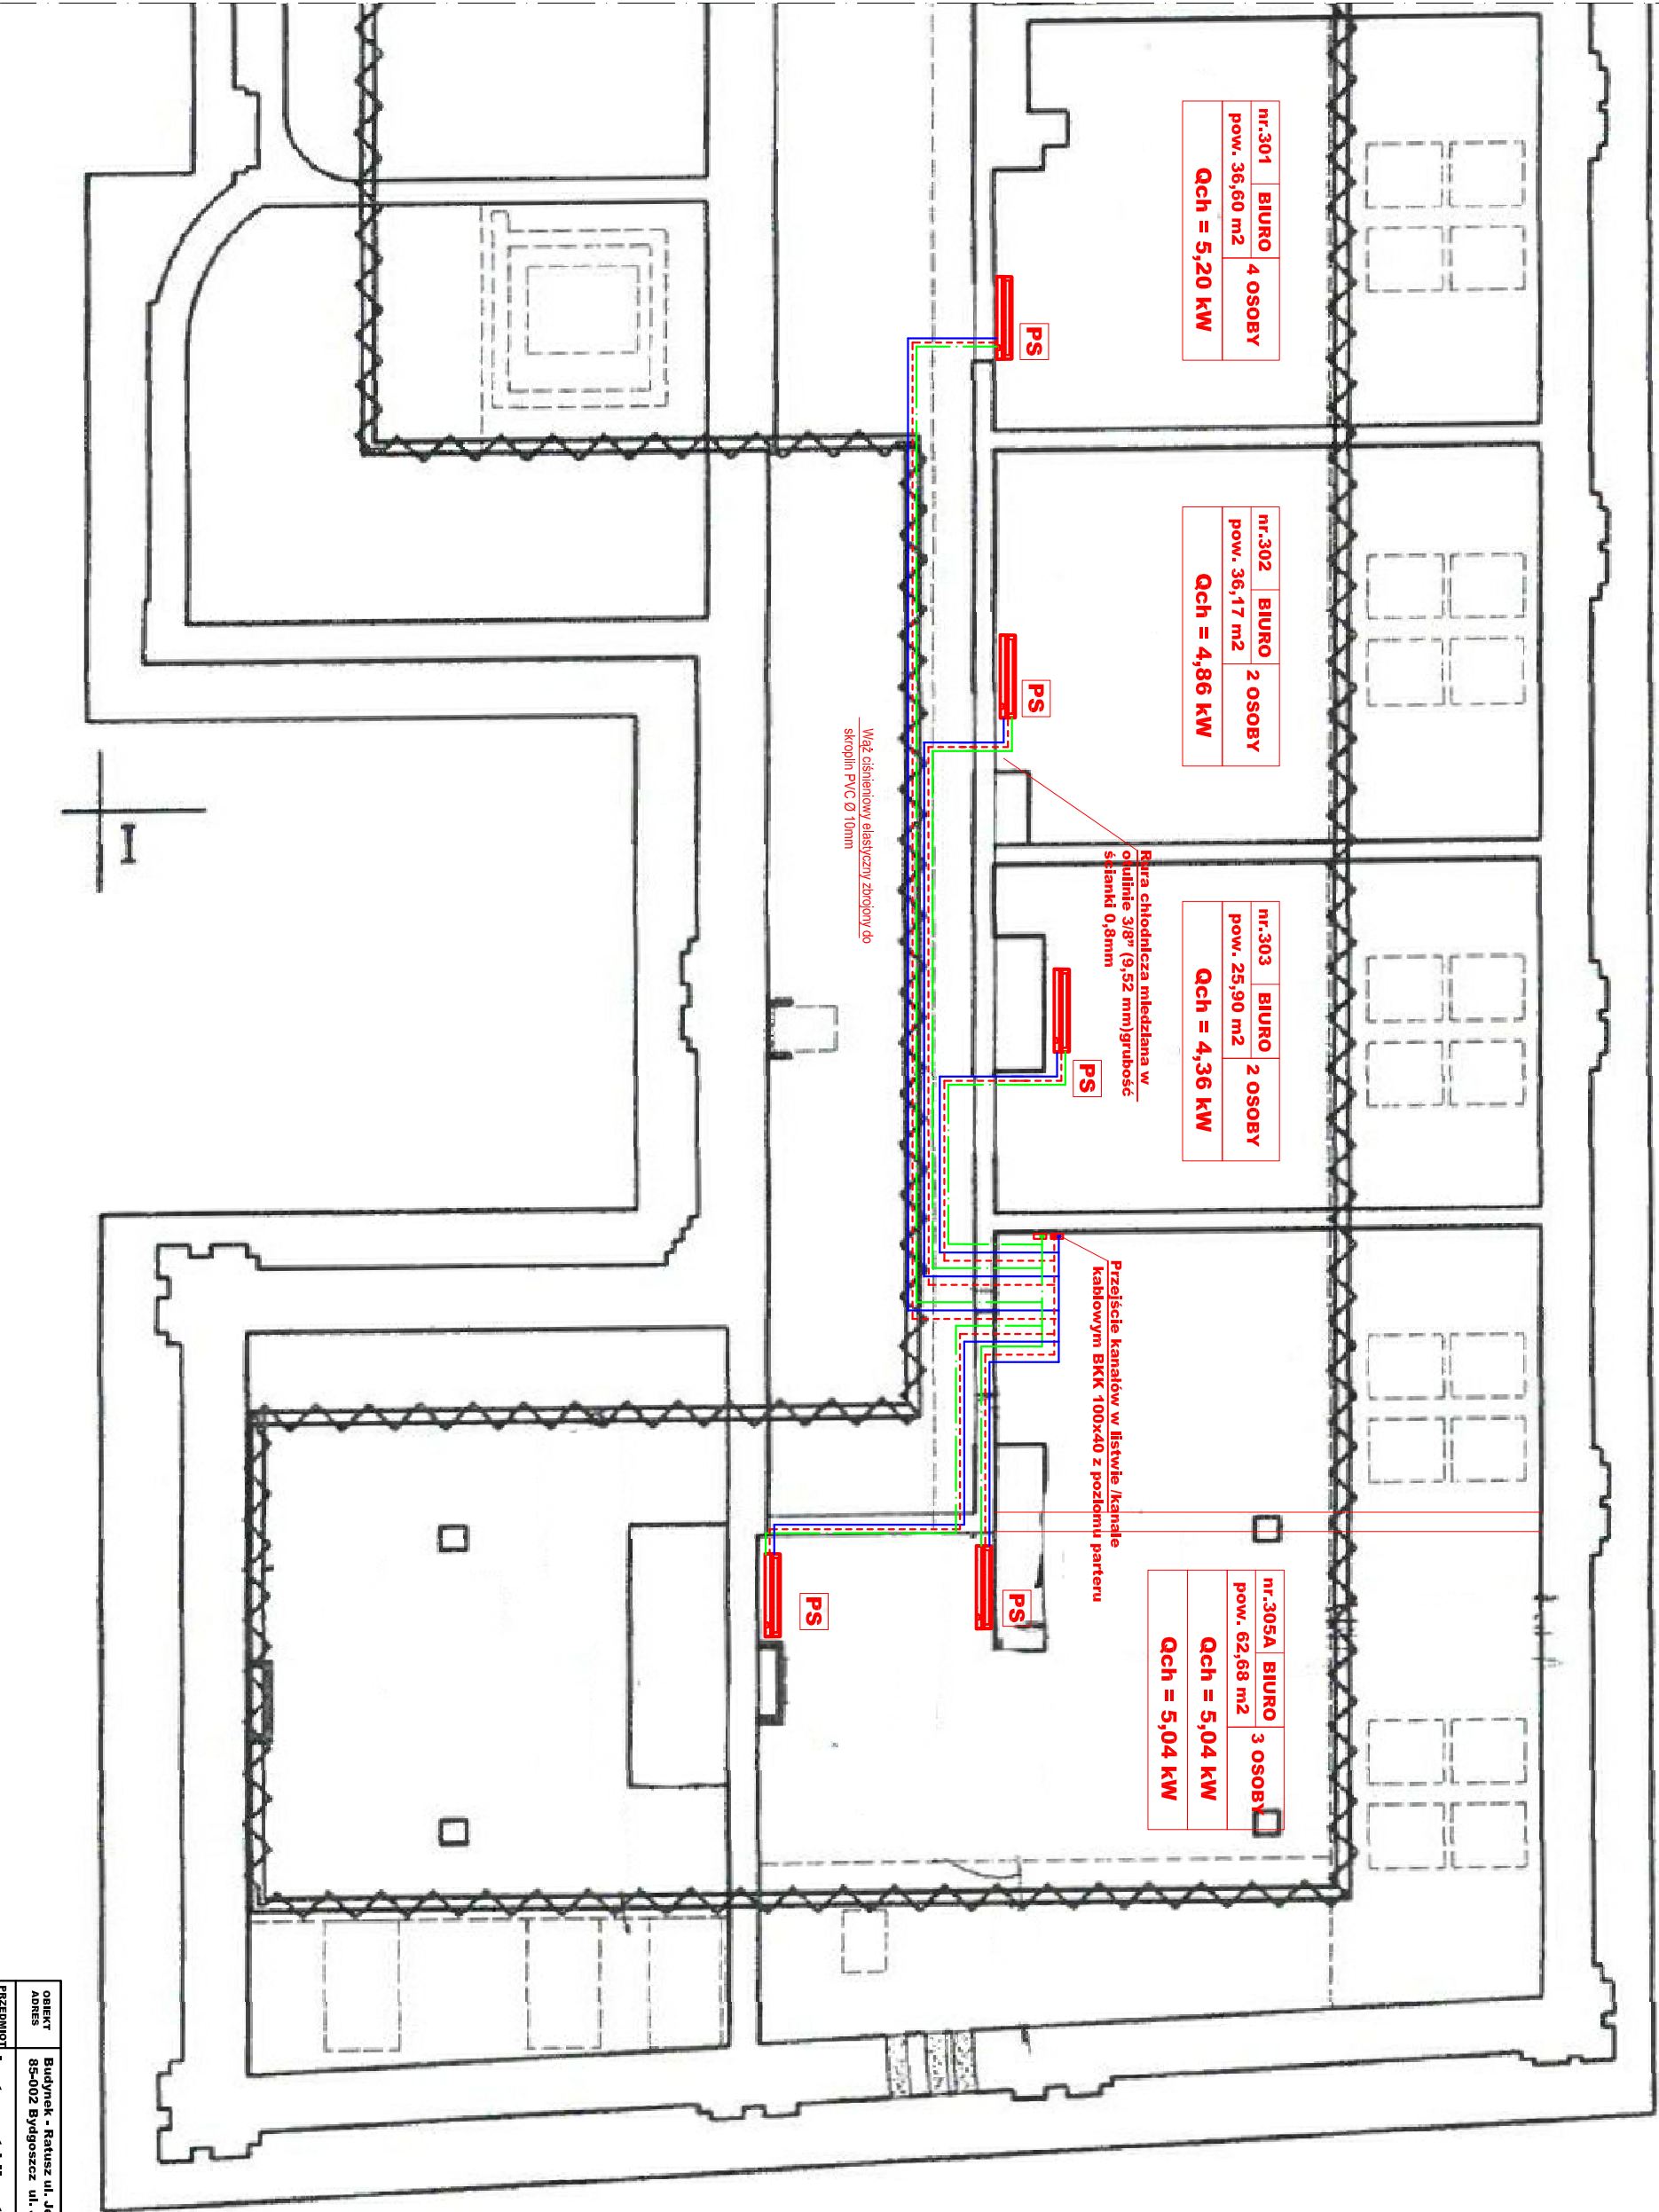 nr.301 BIURO 4 OSOBY
pow. 36,60 m2
Qch = 5,20 kW
PS
nr.302 BIURO 2 OSOBY
pow. 36,17 m2
Qch = 4,86 kW
PS
Rura chłodnicza miedziana w
otulinie 3/8" (9,52 mm)grubość
ścianki 0,8mm
Wąż ciśnieniowy elastyczny zbrojony do
skroplin PVC Ø 10mm
nr.303 BIURO 2 OSOBY
pow. 25,90 m2
Qch = 4,36 kW
PS
Przejście kanałów w listwie /kanale
kablowym BKK 100x40 z poziomu parteru
nr.305A BIURO 3 OSOBY
pow. 62,68 m2
Qch = 5,04 kW
Qch = 5,04 kW
PS
PS
I
OBIEKT
ADRES
Budynek - Ratusz ul.
85-002 Bydgoszcz ul.
PRZEDMIOT